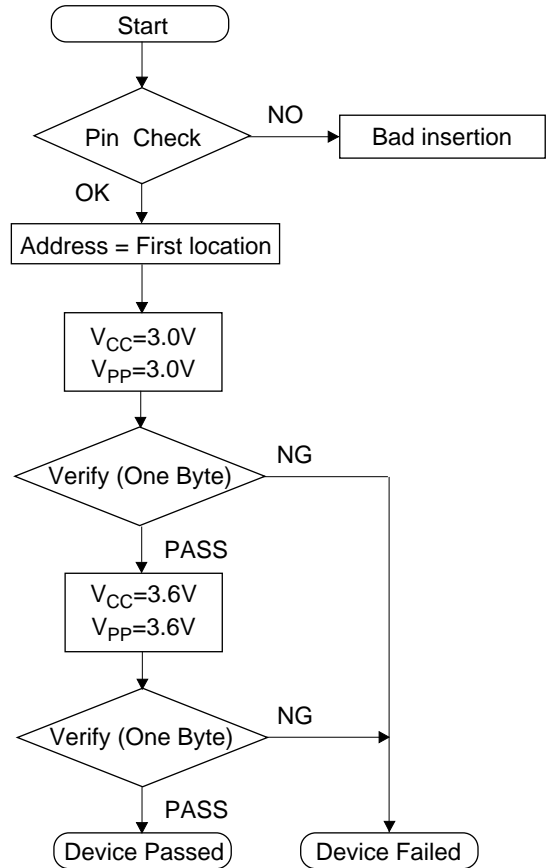 Start
Pin Check
NO
Bad insertion
OK
Address = First location
VCC=3.0V
VPP=3.0V
Verify (One Byte)
NG
PASS
VCC=3.6V
VPP=3.6V
Verify (One Byte)
NG
PASS
Device Passed
Device Failed